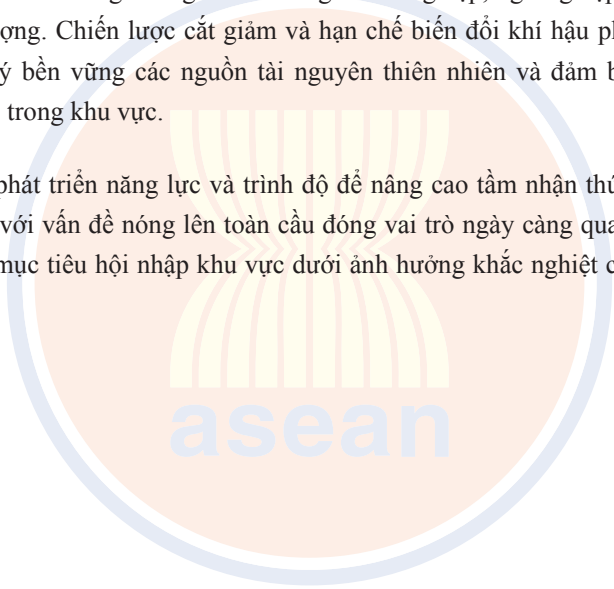 ợng. Chiến lược cắt giảm và hạn chế biến đổi khí hậu ph
ý bền vững các nguồn tài nguyên thiên nhiên và đảm b
trong khu vực.
phát triển năng lực và trình độ để nâng cao tầm nhận thứ
với vấn đề nóng lên toàn cầu đóng vai trò ngày càng qua
mục tiêu hội nhập khu vực dưới ảnh hưởng khắc nghiệt c
asean